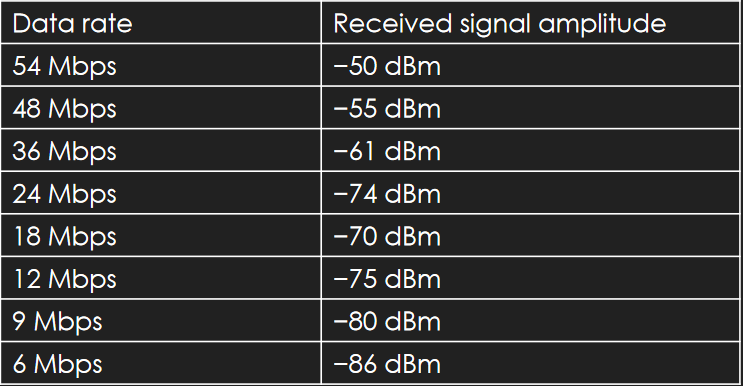 Data rate Received signal amplitude
54 Mbps −50 dBm
48 Mbps −55 dBm
36 Mbps −61 dBm
24 Mbps −74 dBm
18 Mbps −70 dBm
12 Mbps −75 dBm
9 Mbps −80 dBm
6 Mbps −86 dBm